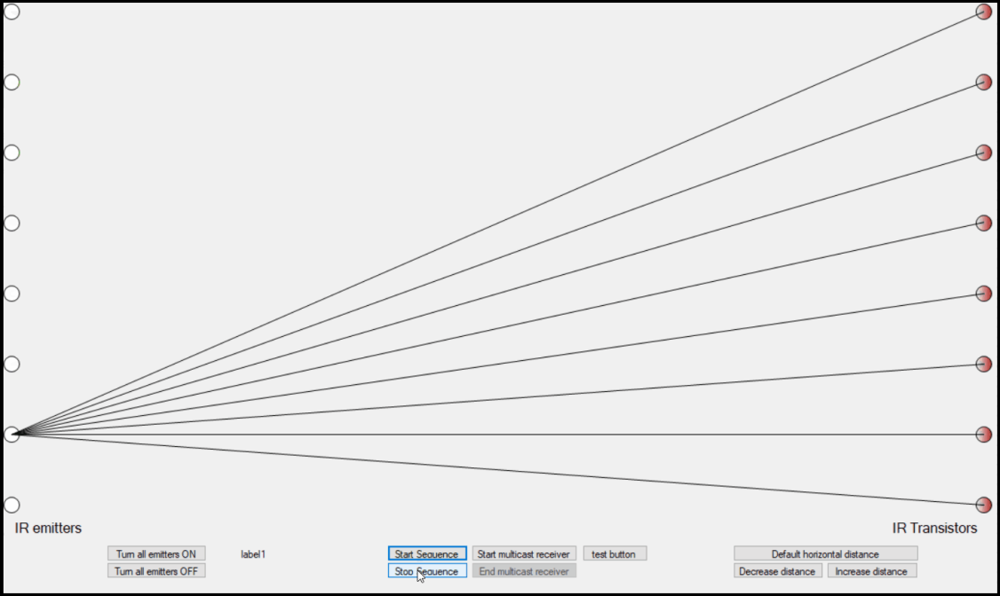 IR emitters
IR Transistors
Turn all emitters ON
label1
Start Sequence
Start multicast receiver
test button
Default horizontal distance
Turn all emitters OFF
Stop Sequence
End multicast receiver
Decrease distance
Increase distance